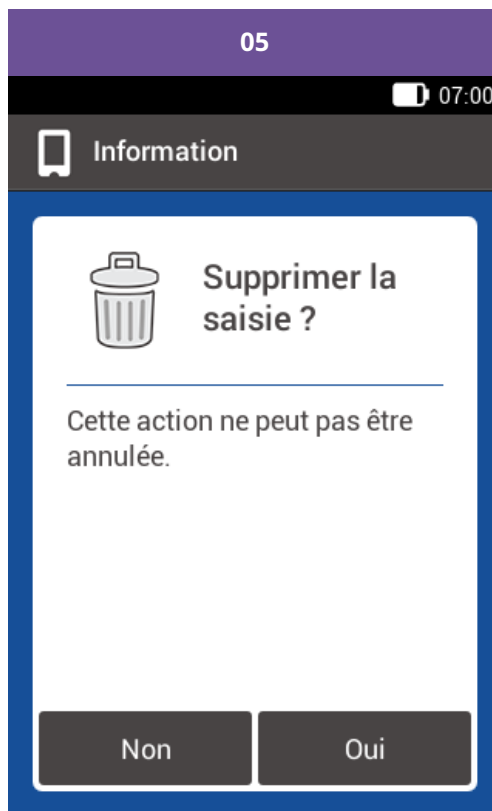 05
07:00
Information
Supprimer la
saisie ?
Cette action ne peut pas être
annulée.
Non
Oui